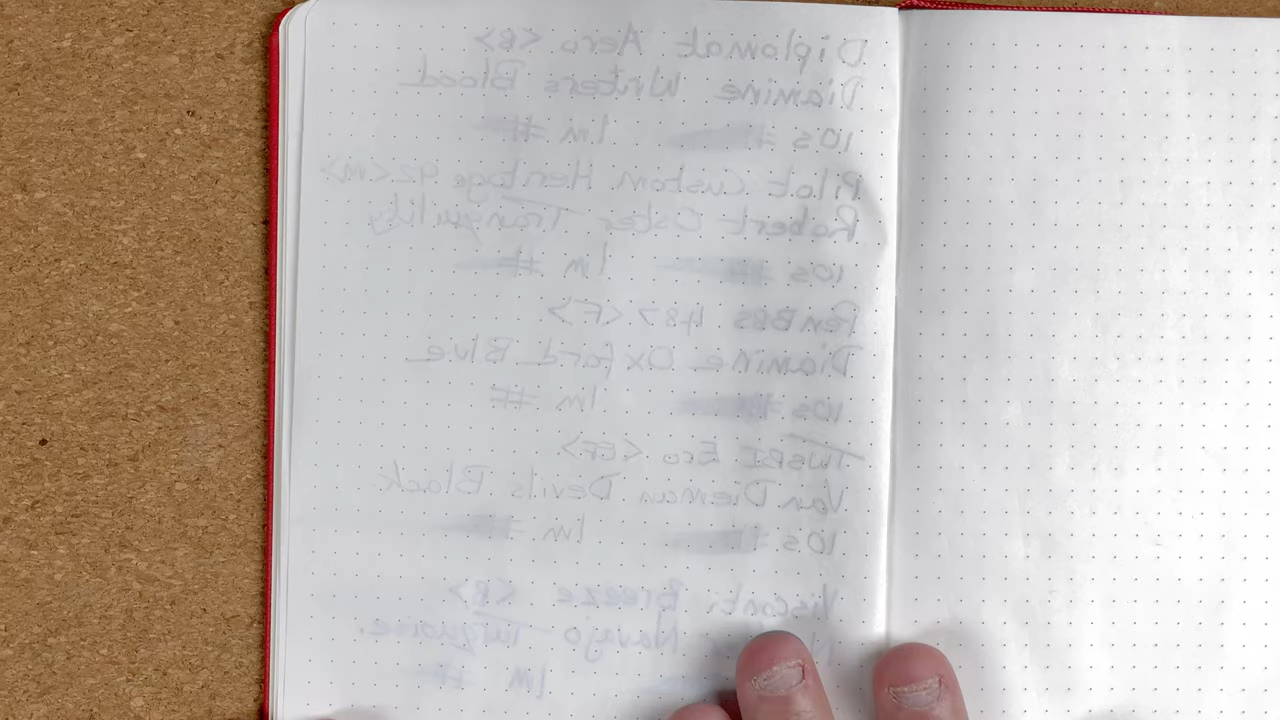 Diplomat Aero <B>
Diamine Writers Blood
10s # 1m #
Pilot Custom Heritage 92 <M>
Robert Oster Tranquility
10s # 1m #
PenBBS 487 <F>
Diamine Oxford Blue
10s # 1m #
TWSBI Eco <EF>
Van Dieman Devils Black
10s # 1m #
Visconti Breeze <B>
Navajo Turquoise
1m #